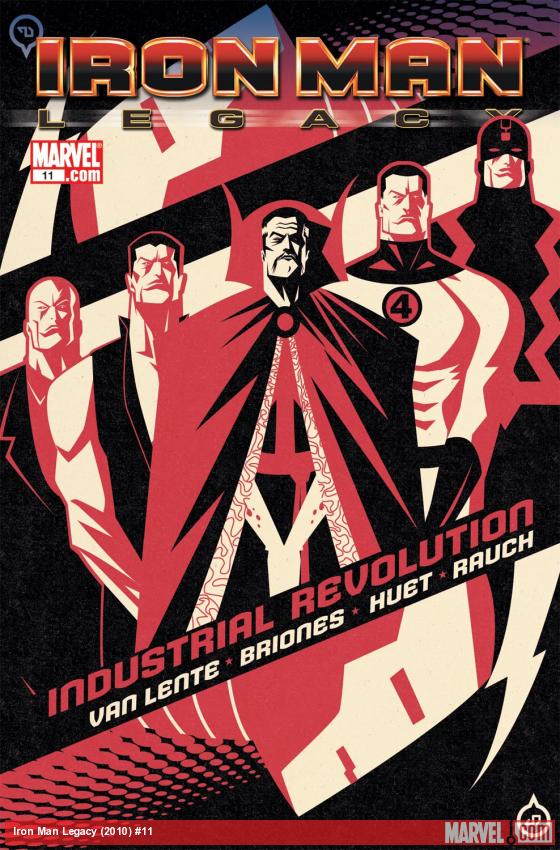 IRON MAN
LEGACY
MARVEL
11 .com
4
INDUSTRIAL REVOLUTION
VAN LENTE ★ BRIONES ★ HUET ★ RAUCH
Iron Man Legacy (2010) #11
MARVEL.COM